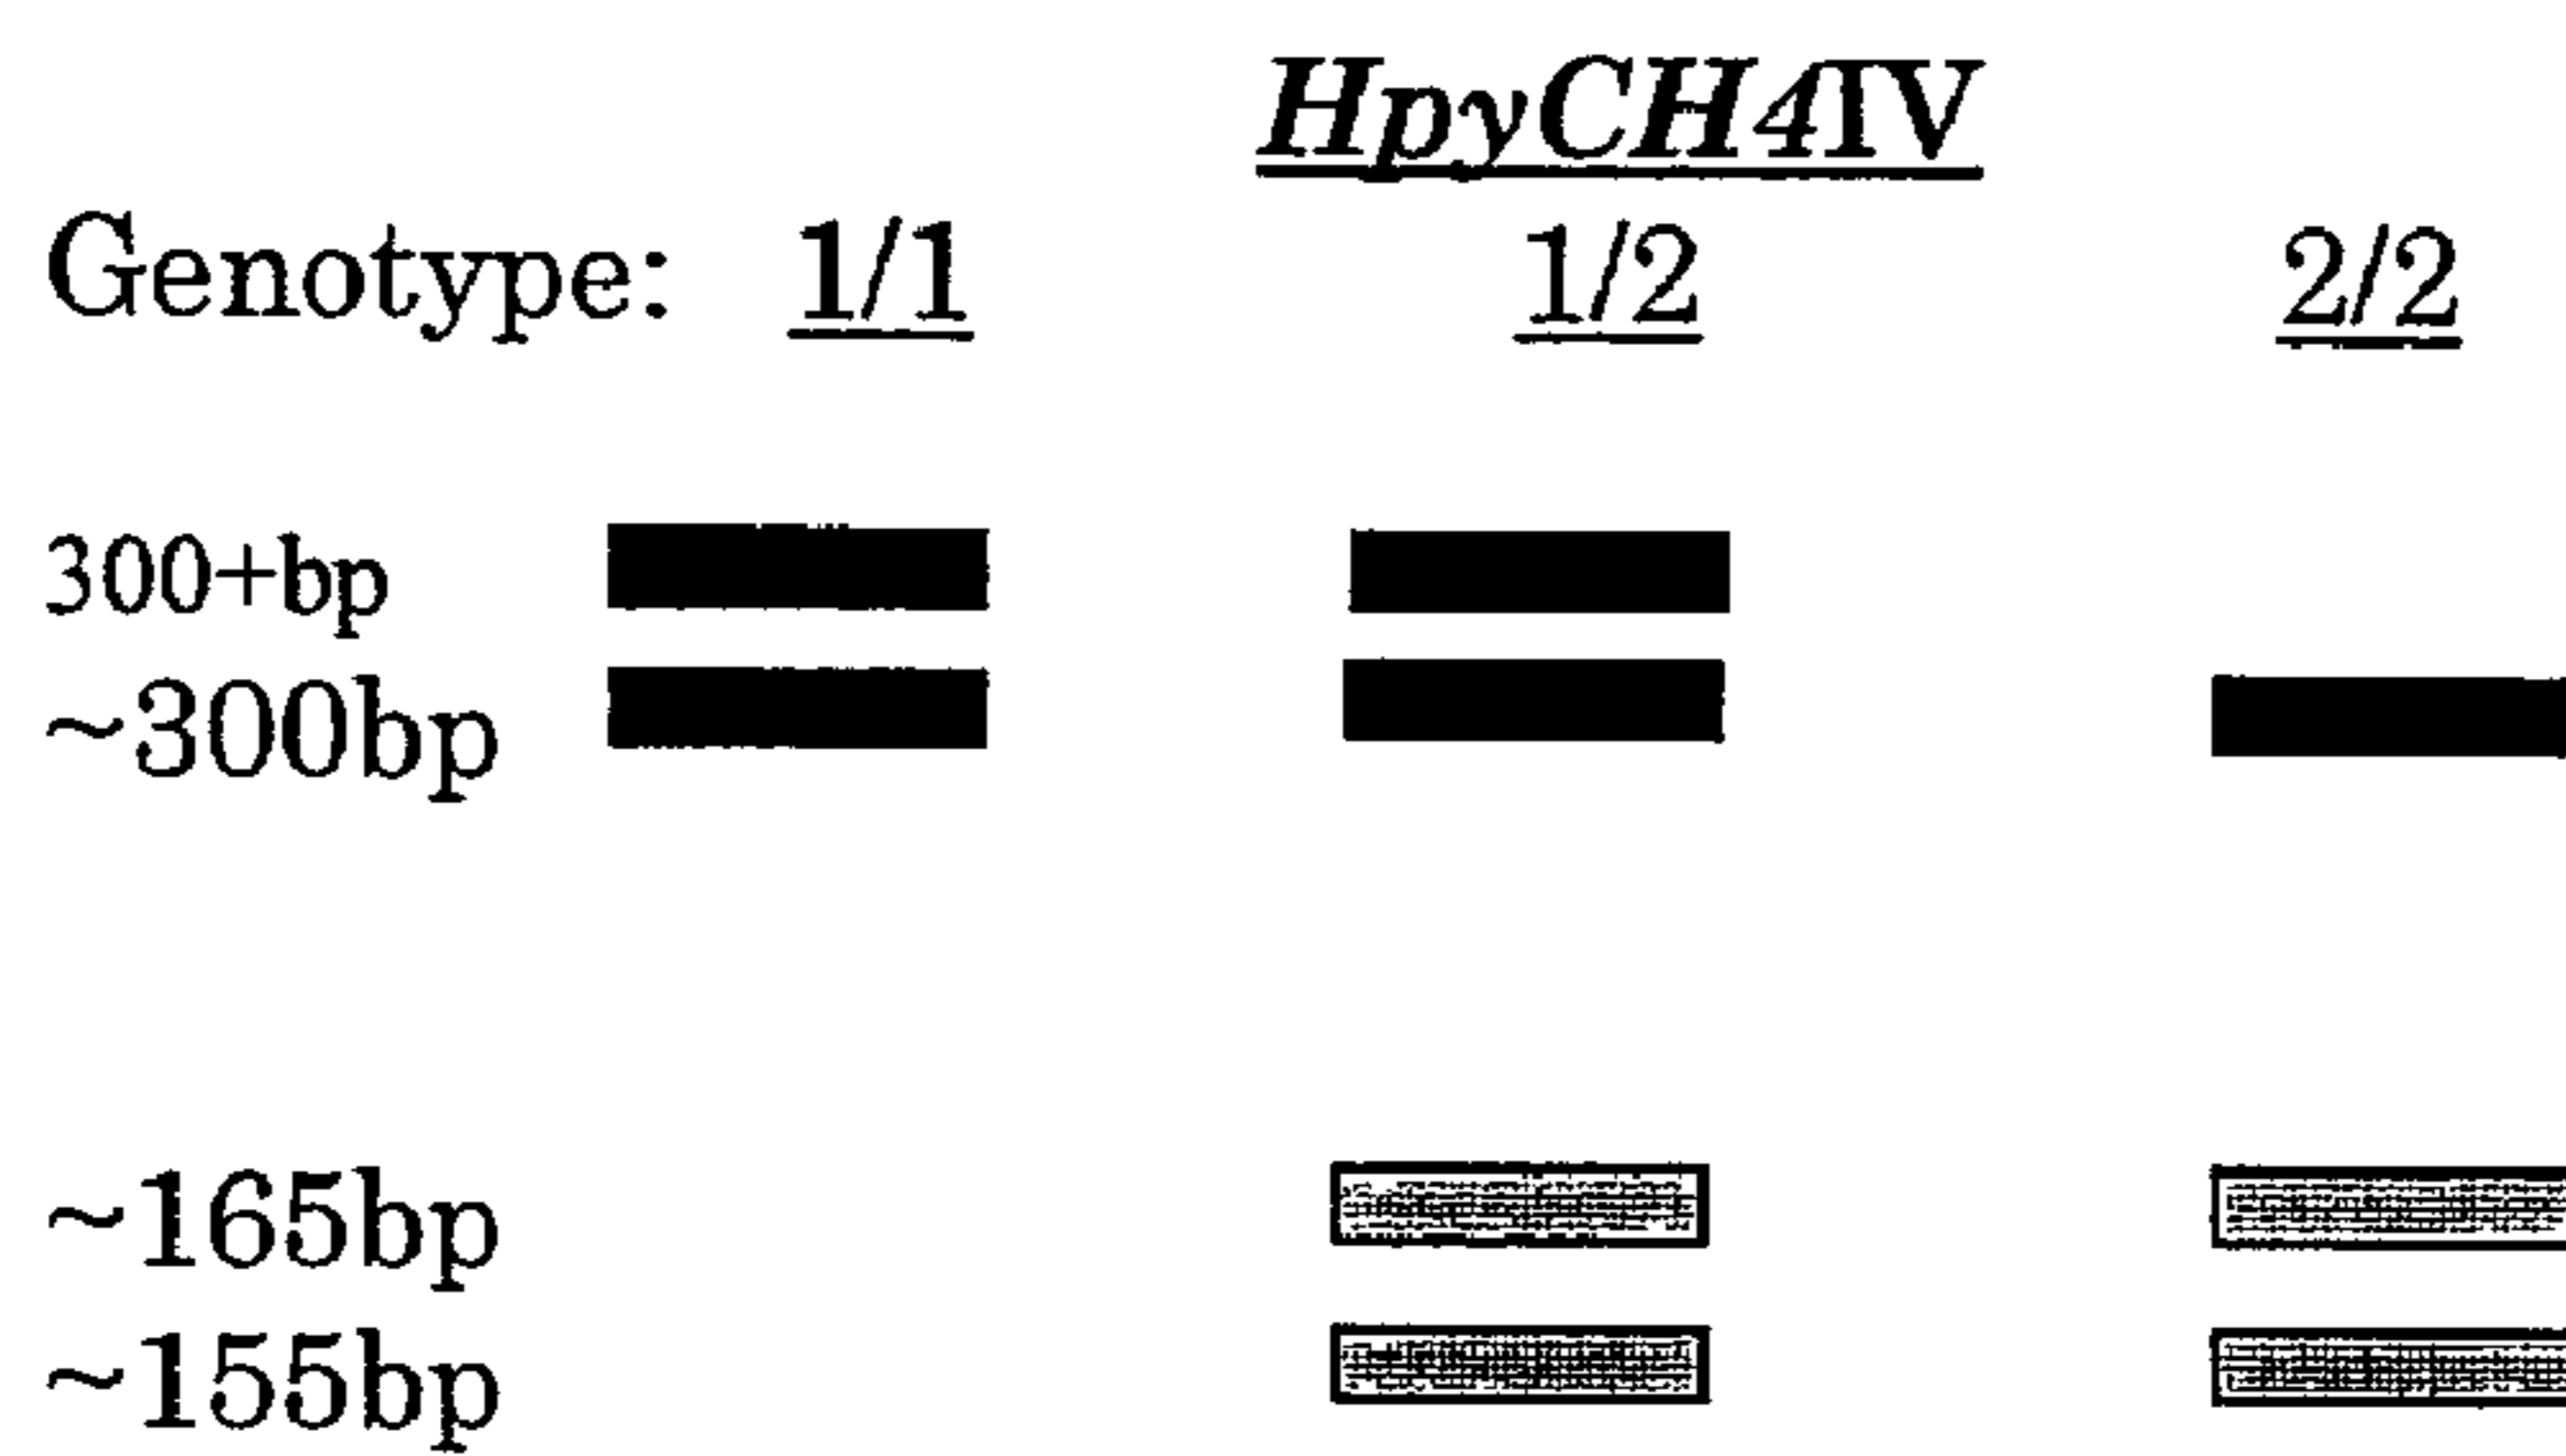 HpyCH4IV
Genotype: 1/1 1/2 2/2
300+bp
~300bp
~165bp
~155bp